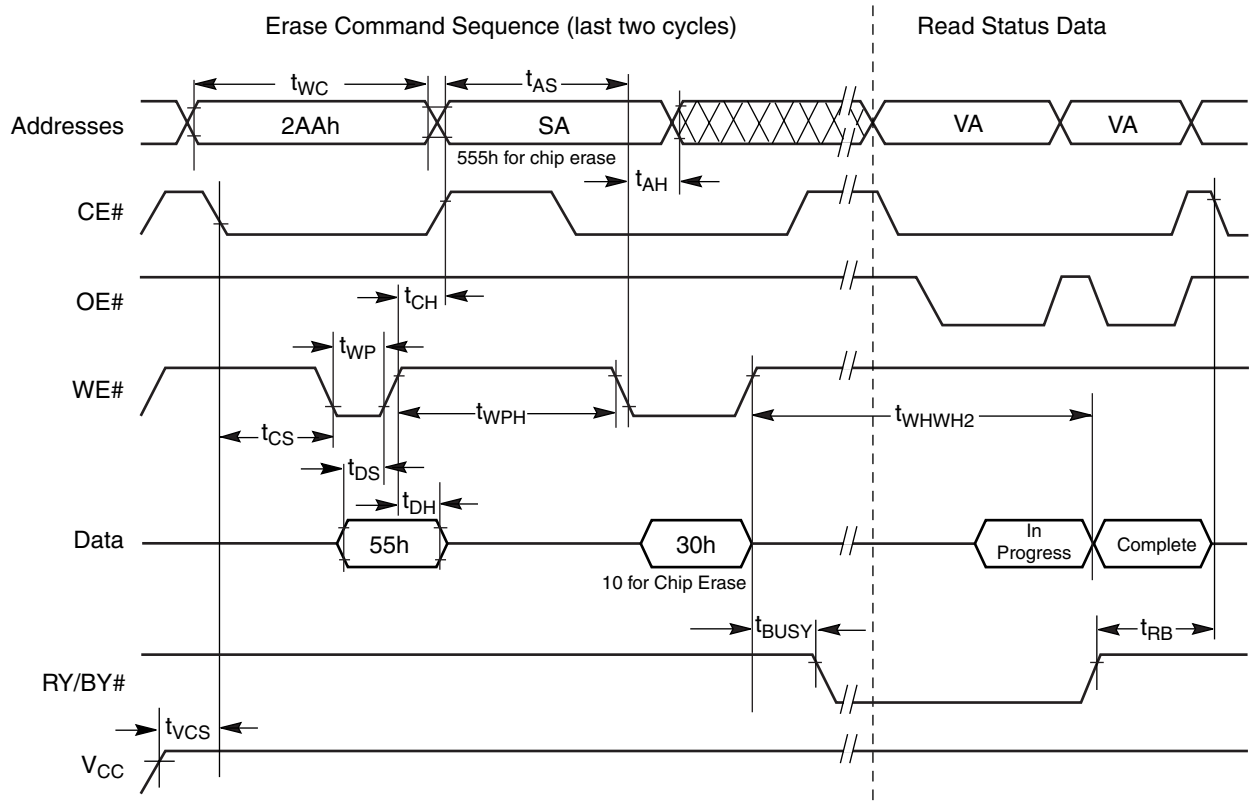 Erase Command Sequence (last two cycles)
Read Status Data
tWC
tAS
Addresses
2AAh
SA
VA
VA
555h for chip erase
tAH
CE#
tCH
OE#
tWP
WE#
tWPH
tWHWH2
tCS
tDS
tDH
Data
55h
30h
In
Progress
Complete
10 for Chip Erase
tBUSY
tRB
RY/BY#
tVCS
VCC